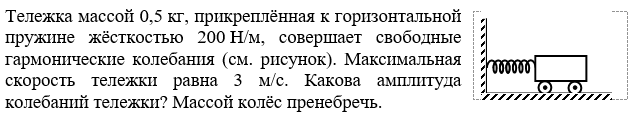 Тележка массой 0,5 кг, прикреплённая к горизонтальной
пружине жёсткостью 200 Н/м, совершает свободные
гармонические колебания (см. рисунок). Максимальная
скорость тележки равна 3 м/с. Какова амплитуда
колебаний тележки? Массой колёс пренебречь.